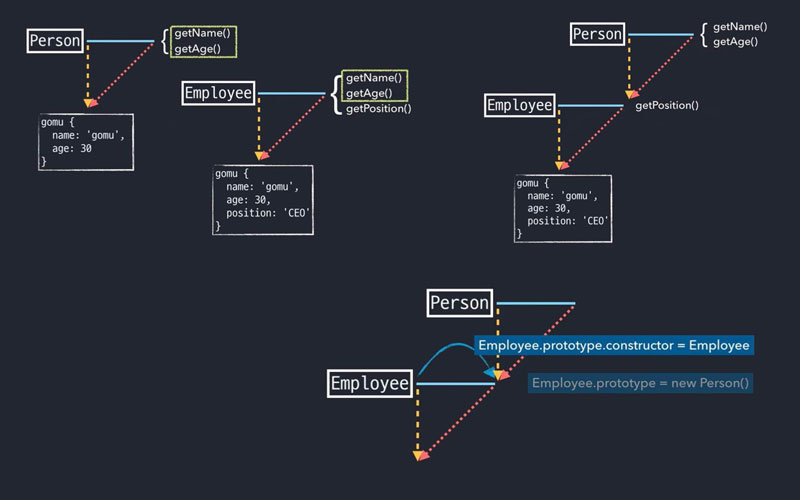 Person
getName()
getAge()
gomu {
name: 'gomu',
age: 30
}
Employee
getName()
getAge()
getPosition()
gomu {
name: 'gomu',
age: 30,
position: 'CEO'
}
Person
getName()
getAge()
Employee
getPosition()
gomu {
name: 'gomu',
age: 30,
position: 'CEO'
}
Person
Employee.prototype.constructor = Employee
Employee
Employee.prototype = new Person()